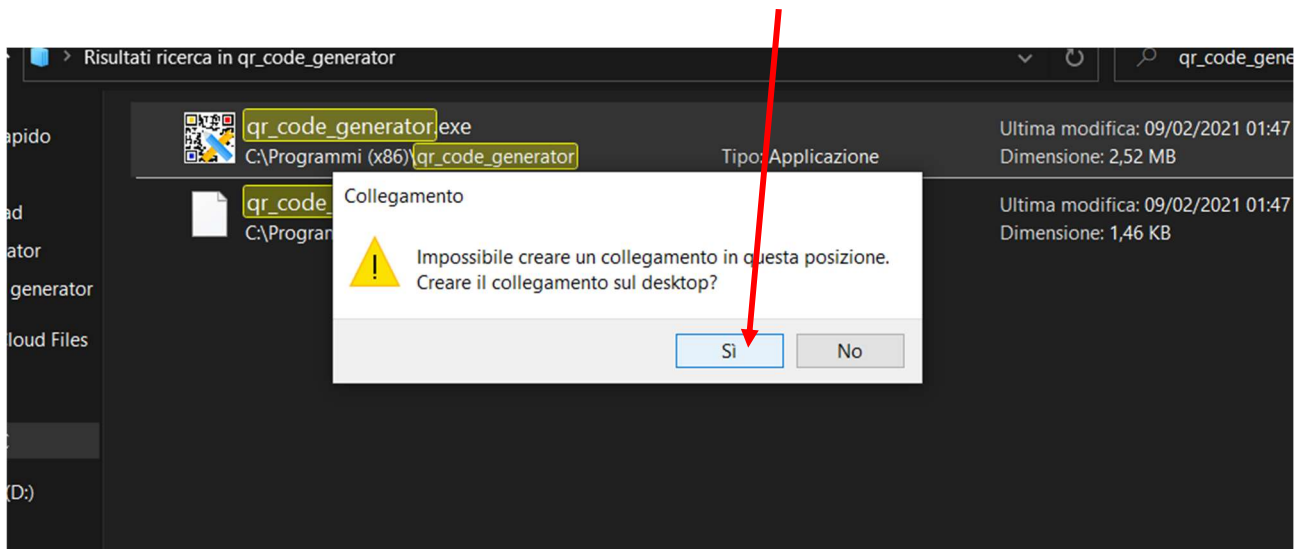 Risultati ricerca in qr_code_generator
qr_code_gene
apido
qr_code_generator.exe
Ultima modifica: 09/02/2021 01:47
C:\Programmi (x86)\qr_code_generator
Tipo: Applicazione
Dimensione: 2,52 MB
ad
qr_code_
Collegamento
Ultima modifica: 09/02/2021 01:47
C:\Program
Dimensione: 1,46 KB
ator
Impossibile creare un collegamento in questa posizione.
Creare il collegamento sul desktop?
generator
loud Files
Sì
No
(D:)